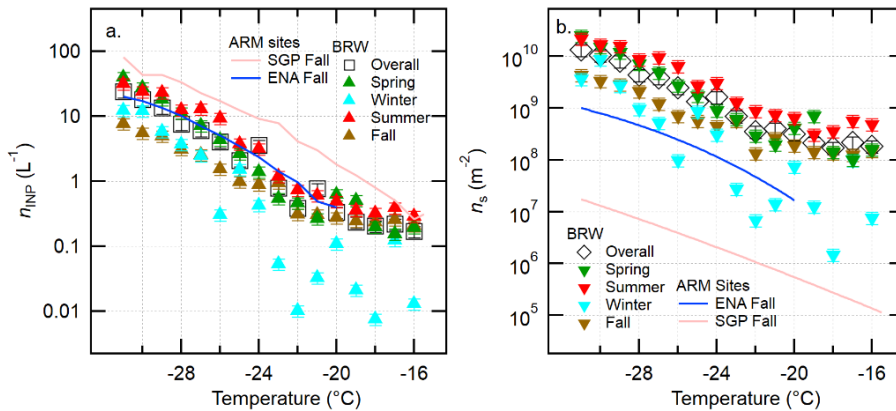 a.
ARM sites
SGP Fall
ENA Fall
BRW
Overall
Spring
Winter
Summer
Fall
100
10
1
0.1
0.01
n_INP (L⁻¹)
-28
-24
-20
-16
Temperature (°C)
b.
10¹⁰
10⁹
10⁸
10⁷
10⁶
10⁵
n_s (m⁻²)
BRW
Overall
Spring
Summer
Winter
Fall
ARM Sites
ENA Fall
SGP Fall
-28
-24
-20
-16
Temperature (°C)